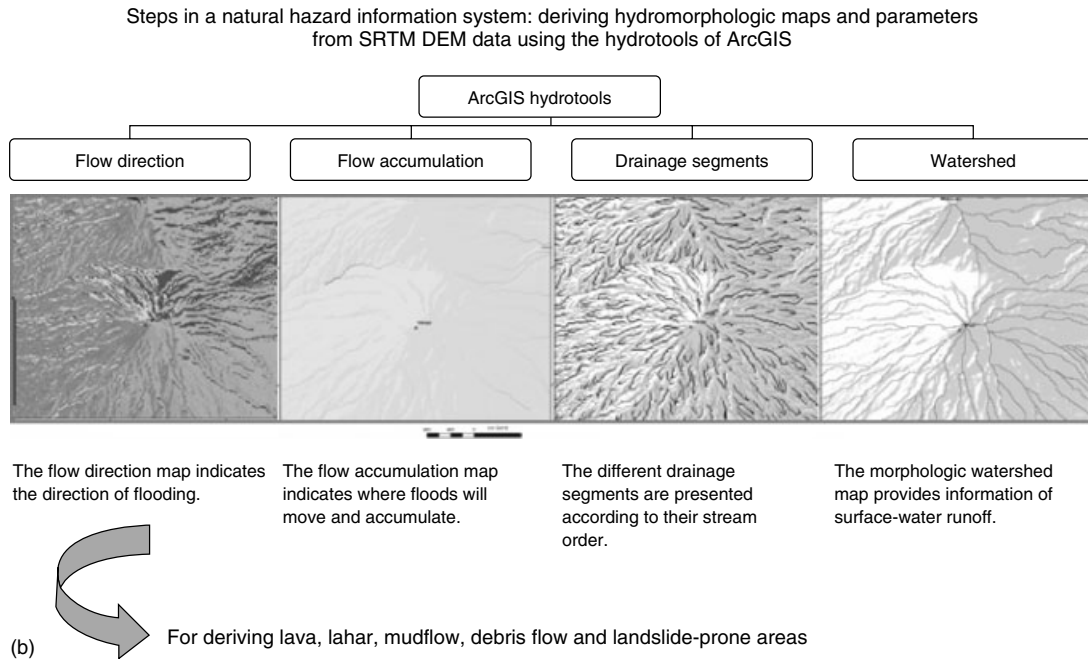 Steps in a natural hazard information system: deriving hydromorphologic maps and parameters
from SRTM DEM data using the hydrotools of ArcGIS
ArcGIS hydrotools
Flow direction
Flow accumulation
Drainage segments
Watershed
The flow direction map indicates
the direction of flooding.
The flow accumulation map
indicates where floods will
move and accumulate.
The different drainage
segments are presented
according to their stream
order.
The morphologic watershed
map provides information of
surface-water runoff.
(b)
For deriving lava, lahar, mudflow, debris flow and landslide-prone areas